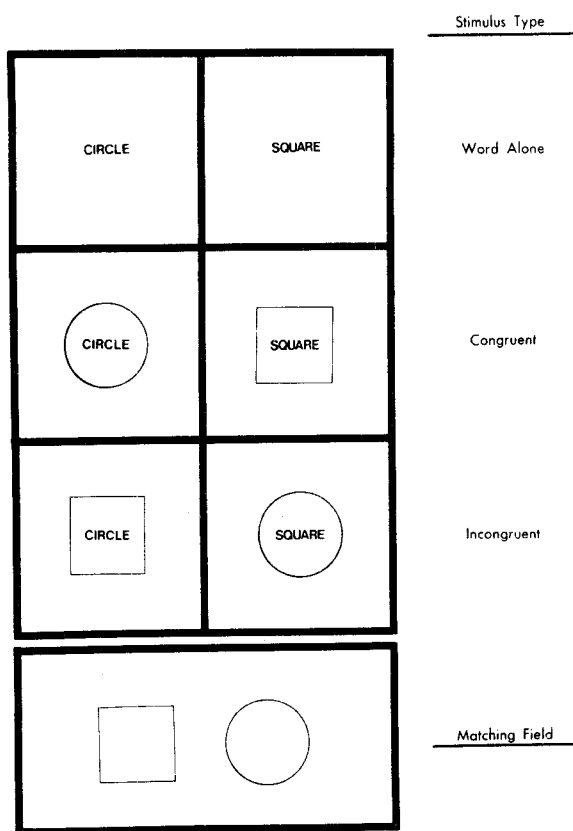 Stimulus Type
CIRCLE SQUARE Word Alone
CIRCLE SQUARE Congruent
CIRCLE SQUARE Incongruent
Matching Field